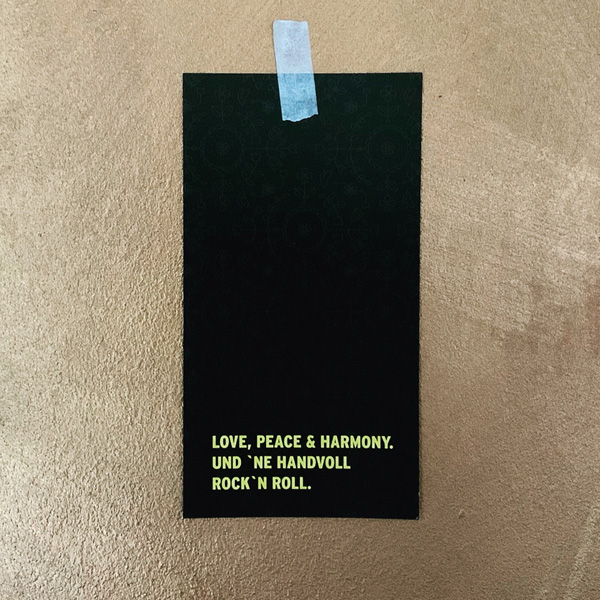 LOVE, PEACE & HARMONY.
UND `NE HANDVOLL
ROCK`N ROLL.